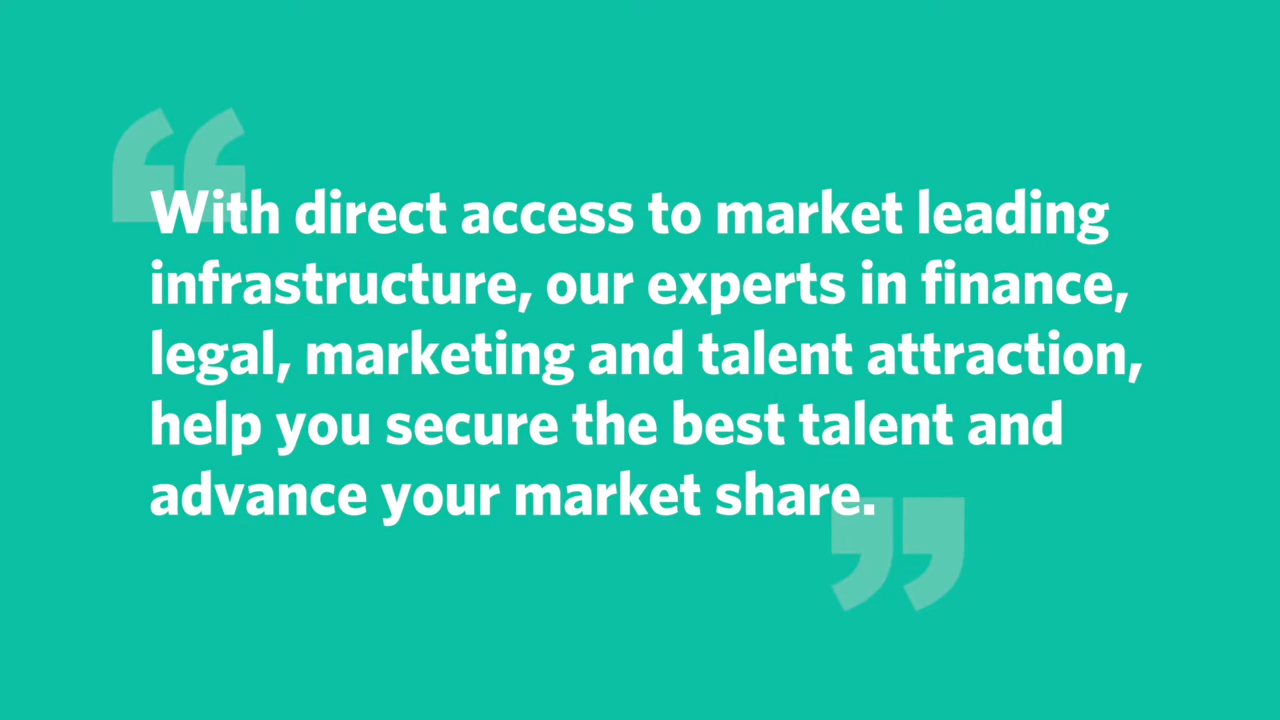 “With direct access to market leading
infrastructure, our experts in finance,
legal, marketing and talent attraction,
help you secure the best talent and
advance your market share.”